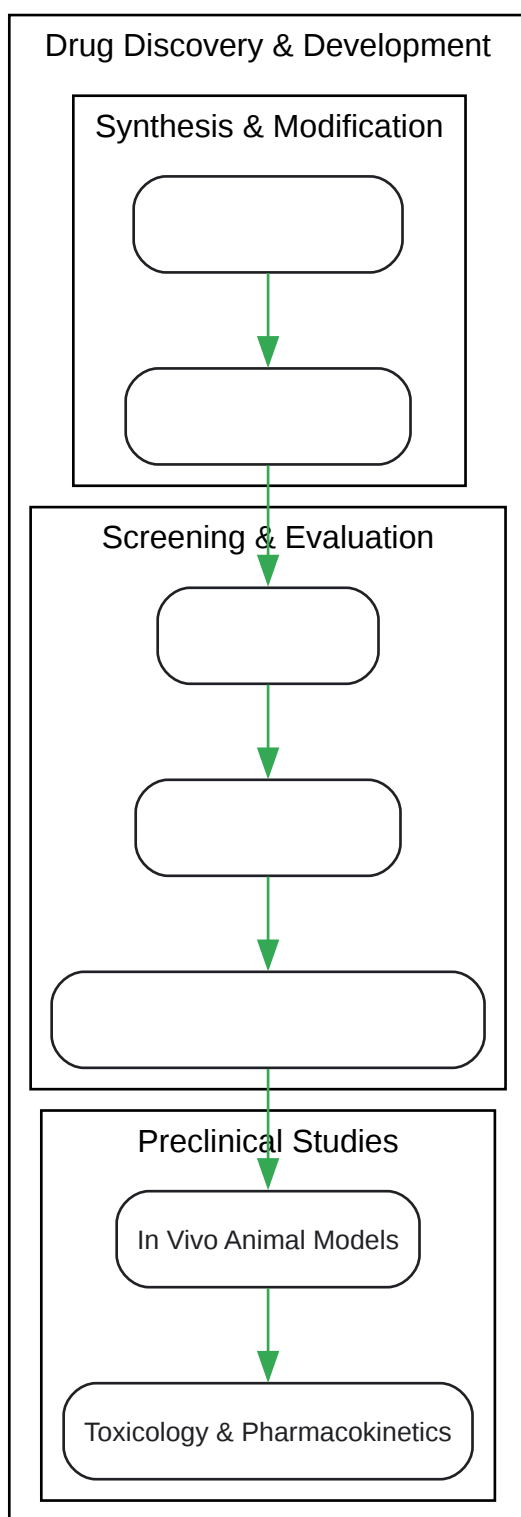 Drug Discovery & Development
Synthesis & Modification
Screening & Evaluation
Preclinical Studies
In Vivo Animal Models
Toxicology & Pharmacokinetics